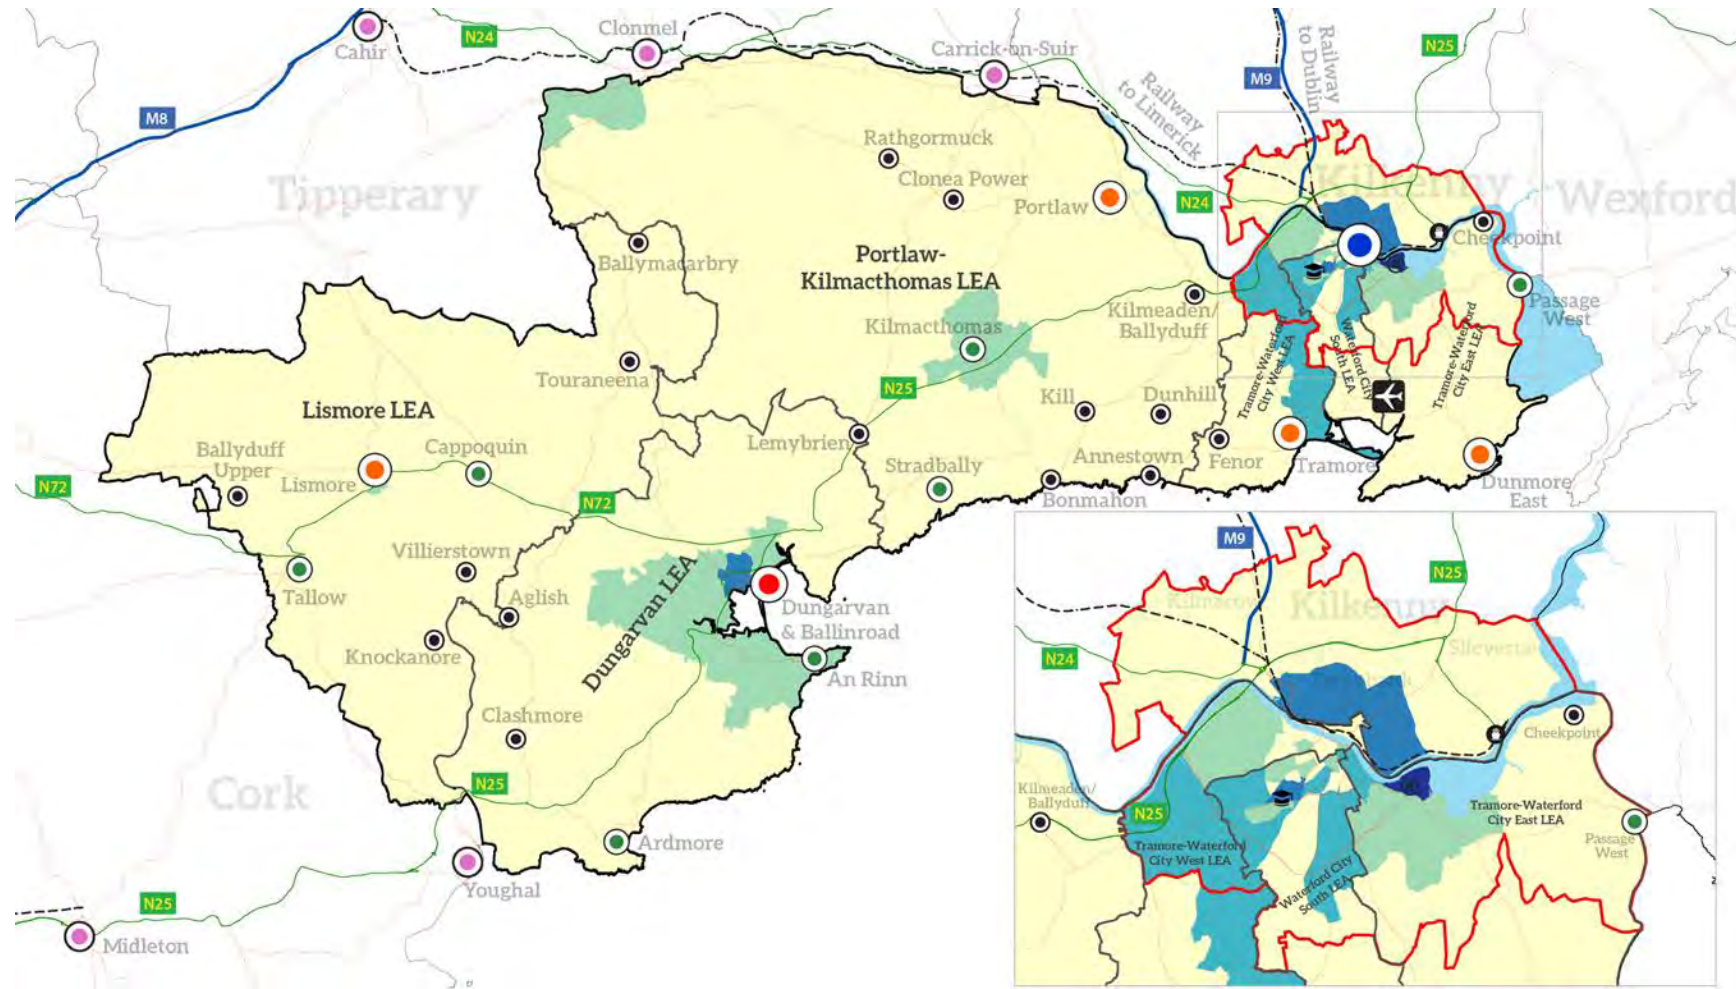 Cahir
N24
Clonmel
Carrick-on-Suir
Railway
to Limerick
M9
Railway
to Dublin
N25
M8
Tipperary
Rathgormuck
Clonea Power
Portlaw
N24
Kilkenny
Wexford
Cheekpoint
Ballymacarbry
Portlaw-
Kilmacthomas LEA
Kilmacthomas
Kilmeaden/
Ballyduff
Passage
West
Tramore-Waterford
City West LEA
Waterford City
South LEA
Tramore-Waterford
City East LEA
Touraneena
N25
Lismore LEA
Kill
Dunhill
Ballyduff
Upper
Cappoquin
Lemybrien
Lismore
Stradbally
Annestown
Fenor
Tramore
N72
Bonmahon
Dunmore
East
N72
Villierstown
Tallow
Aglish
Dungarvan LEA
Dungarvan
& Ballinroad
Knockanore
An Rinn
Clashmore
N25
Cork
Ardmore
Youghal
N25
Midleton
M9
N25
Kilmacow
Kilkenny
N24
Slieverue
Cheekpoint
Kilmeaden/
Ballyduff
N25
Tramore-Waterford
City West LEA
Tramore-Waterford
City East LEA
Passage
West
Waterford City
South LEA